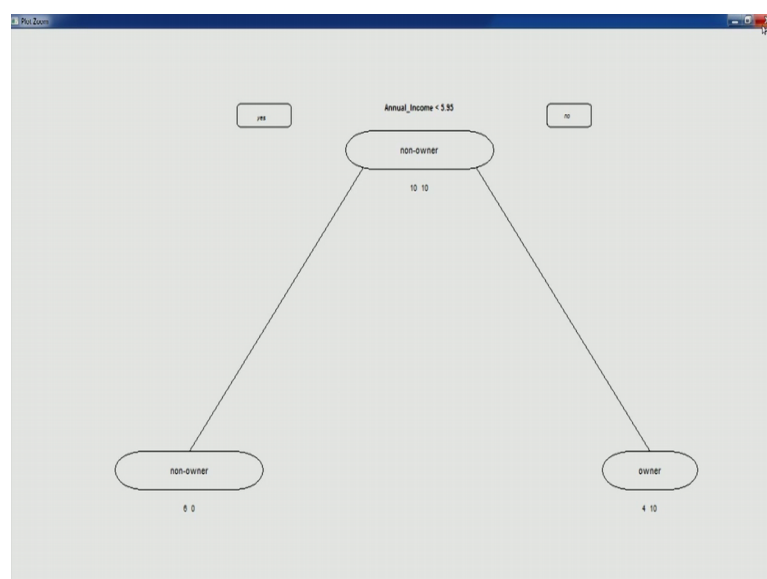 Plot Zoom
Annual_Income < 5.95
yes
no
non-owner
10 10
non-owner
owner
6 0
4 10